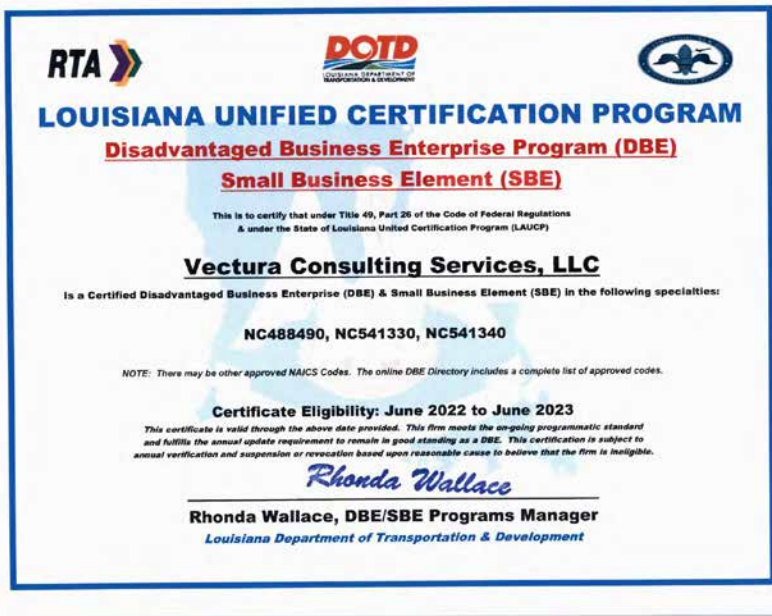 RTA
DOTD
LOUISIANA DEPARTMENT OF
TRANSPORTATION & DEVELOPMENT
LOUISIANA UNIFIED CERTIFICATION PROGRAM
Disadvantaged Business Enterprise Program (DBE)
Small Business Element (SBE)
This is to certify that under Title 49, Part 26 of the Code of Federal Regulations
& under the State of Louisiana United Certification Program (LAUCP)
Vectura Consulting Services, LLC
Is a Certified Disadvantaged Business Enterprise (DBE) & Small Business Element (SBE) in the following specialties:
NC488490, NC541330, NC541340
NOTE: There may be other approved NAICS Codes. The online DBE Directory includes a complete list of approved codes.
Certificate Eligibility: June 2022 to June 2023
This certificate is valid through the above date provided. This firm meets the on-going programmatic standard
and fulfills the annual update requirement to remain in good standing as a DBE. This certification is subject to
annual verification and suspension or revocation based upon reasonable cause to believe that the firm is ineligible.
Rhonda Wallace
Rhonda Wallace, DBE/SBE Programs Manager
Louisiana Department of Transportation & Development